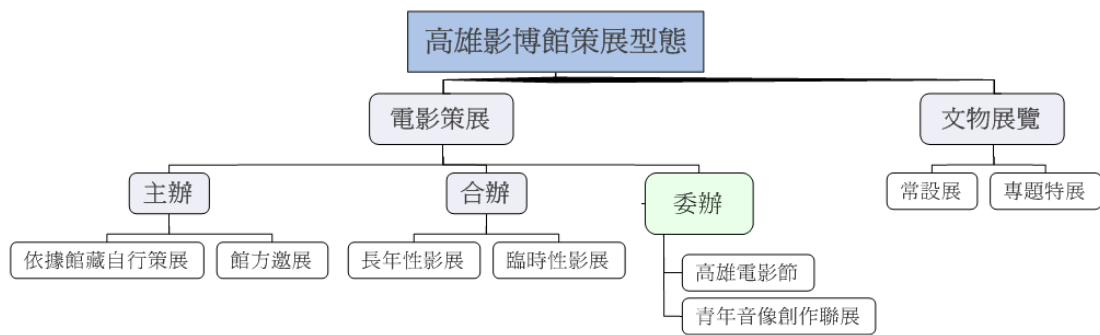 高雄影博館策展型態
電影策展
文物展覽
主辦
合辦
委辦
常設展
專題特展
依據館藏自行策展
館方邀展
長年性影展
臨時性影展
高雄電影節
青年音像創作聯展